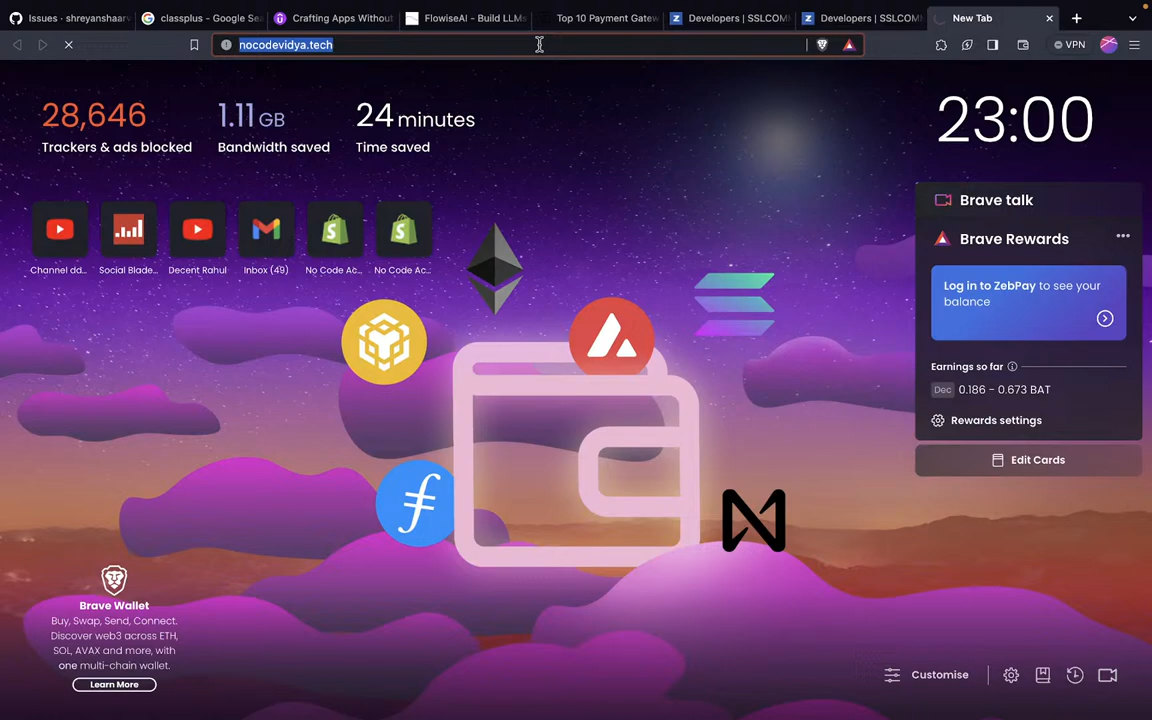 Issues · shreyanshaarv
classplus - Google Sea
Crafting Apps Without
FlowiseAI - Build LLMs
Top 10 Payment Gatew
Developers | SSLCOM
Developers | SSLCOM
New Tab
nocodevidya.tech
VPN
28,646
Trackers & ads blocked
1.11 GB
Bandwidth saved
24 minutes
Time saved
23:00
Channel da...
Social Blade...
Decent Rahul
Inbox (49)
No Code Ac...
No Code Ac...
Brave talk
Brave Rewards
Log in to ZebPay to see your
balance
Earnings so far
Dec 0.186 - 0.673 BAT
Rewards settings
Edit Cards
Brave Wallet
Buy, Swap, Send, Connect.
Discover web3 across ETH,
SOL, AVAX and more, with
one multi-chain wallet.
Learn More
Customise